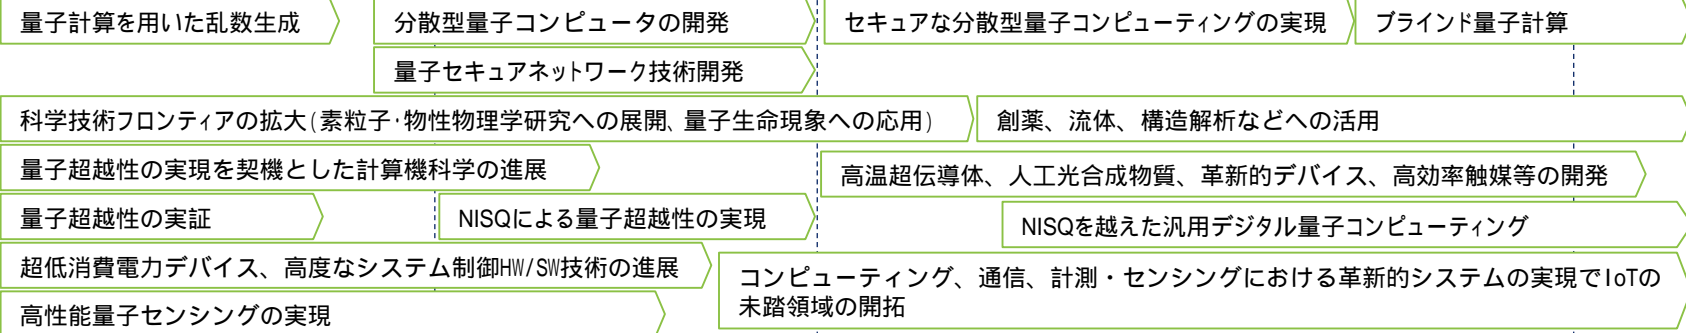 量子計算を用いた乱数生成
分散型量子コンピュータの開発
セキュアな分散型量子コンピューティングの実現
ブラインド量子計算
量子セキュアネットワーク技術開発
科学技術フロンティアの拡大(素粒子･物性物理学研究への展開、量子生命現象への応用)
創薬、流体、構造解析などへの活用
量子超越性の実現を契機とした計算機科学の進展
高温超伝導体、人工光合成物質、革新的デバイス、高効率触媒等の開発
量子超越性の実証
NISQによる量子超越性の実現
NISQを越えた汎用デジタル量子コンピューティング
超低消費電力デバイス、高度なシステム制御HW/SW技術の進展
コンピューティング、通信、計測・センシングにおける革新的システムの実現でIoTの
未踏領域の開拓
高性能量子センシングの実現